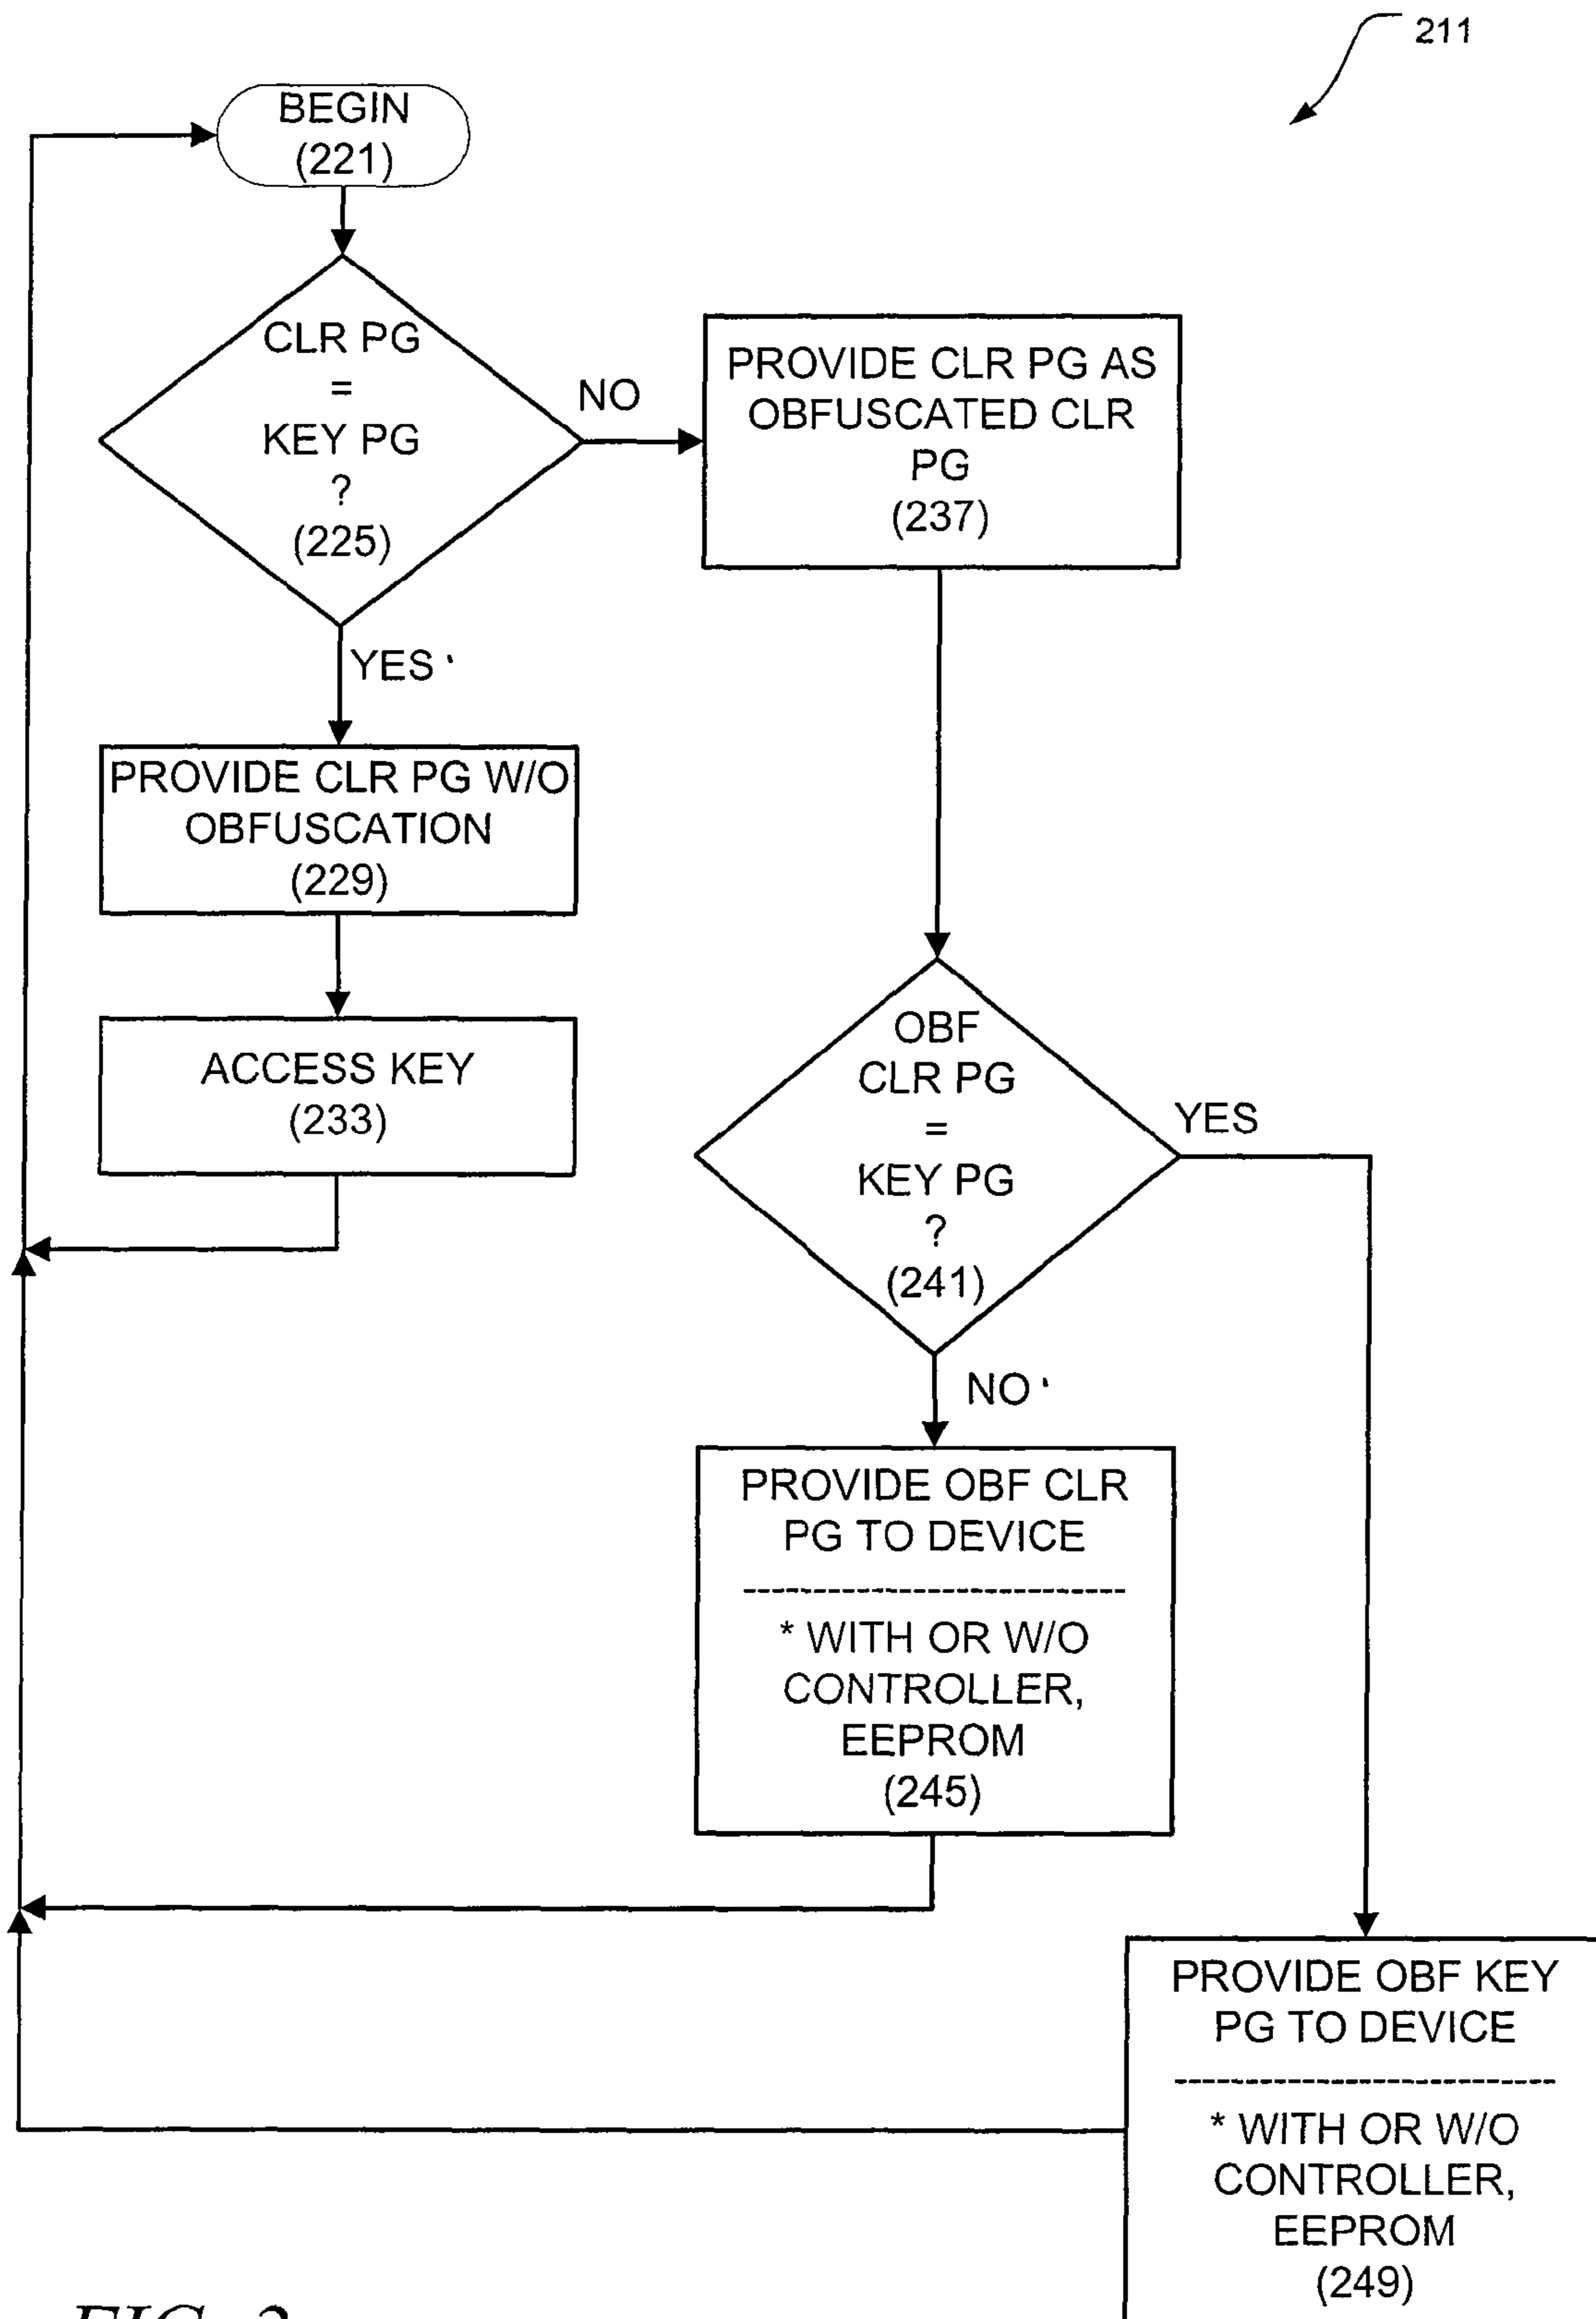 211
BEGIN
(221)
CLR PG
=
KEY PG
?
(225)
NO
PROVIDE CLR PG AS
OBFUSCATED CLR
PG
(237)
YES
PROVIDE CLR PG W/O
OBFUSCATION
(229)
ACCESS KEY
(233)
OBF
CLR PG
=
KEY PG
?
(241)
YES
NO
PROVIDE OBF CLR
PG TO DEVICE
* WITH OR W/O
CONTROLLER,
EEPROM
(245)
PROVIDE OBF KEY
PG TO DEVICE
* WITH OR W/O
CONTROLLER,
EEPROM
(249)